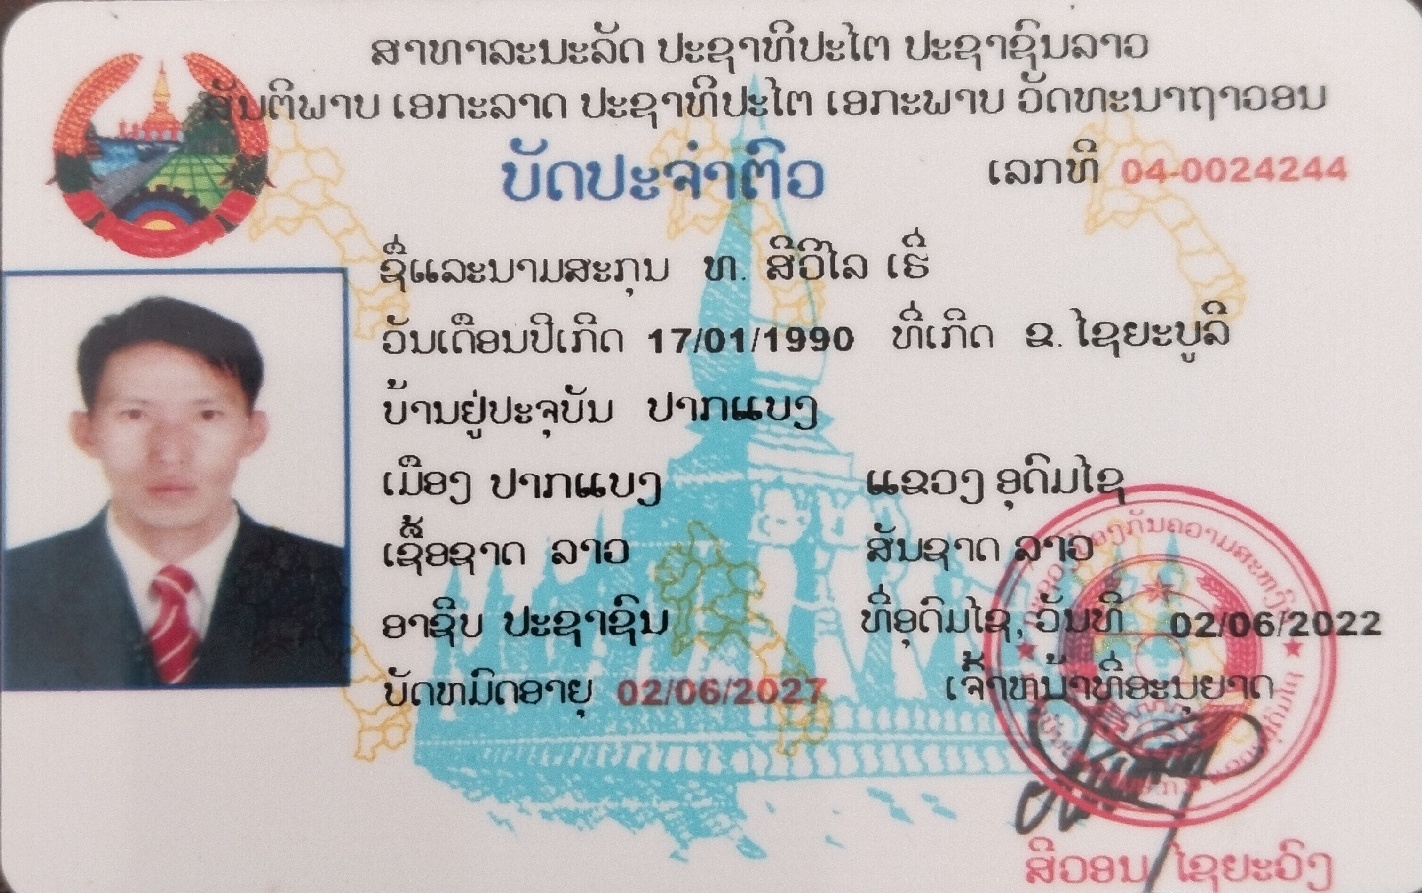 ສາທາລະນະລັດ ປະຊາທິປະໄຕ ປະຊາຊົນລາວ
ສັນຕິພາບ ເອກະລາດ ປະຊາທິປະໄຕ ເອກະພາບ ວັດທະນາຖາວອນ
ບັດປະຈຳຕົວ ເລກທີ 04-0024244
ຊື່ແລະນາມສະກຸນ ທ. ສີວິໄລ ເຮີ່
ວັນເດືອນປີເກີດ 17/01/1990 ທີ່ເກີດ ຂ. ໄຊຍະບູລີ
ບ້ານຢູ່ປະຈຸບັນ ປາກແບງ
ເມືອງ ປາກແບງ ແຂວງ ອຸດົມໄຊ
ເຊື້ອຊາດ ລາວ ສັນຊາດ ລາວ
ອາຊີບ ປະຊາຊົນ ທີ່ອຸດົມໄຊ, ວັນທີ 02/06/2022
ບັດຫມົດອາຍຸ 02/06/2027 ເຈົ້າຫນ້າທີ່ອະນຸຍາດ
ສີວອນ ໄຊຍະວົງ